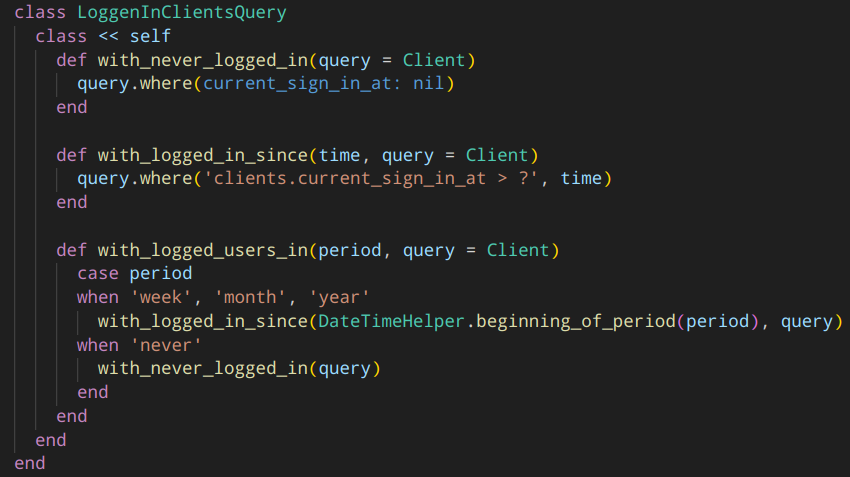 class LoggenInClientsQuery
class << self
def with_never_logged_in(query = Client)
query.where(current_sign_in_at: nil)
end
def with_logged_in_since(time, query = Client)
query.where('clients.current_sign_in_at > ?', time)
end
def with_logged_users_in(period, query = Client)
case period
when 'week', 'month', 'year'
with_logged_in_since(DateTimeHelper.beginning_of_period(period), query)
when 'never'
with_never_logged_in(query)
end
end
end
end